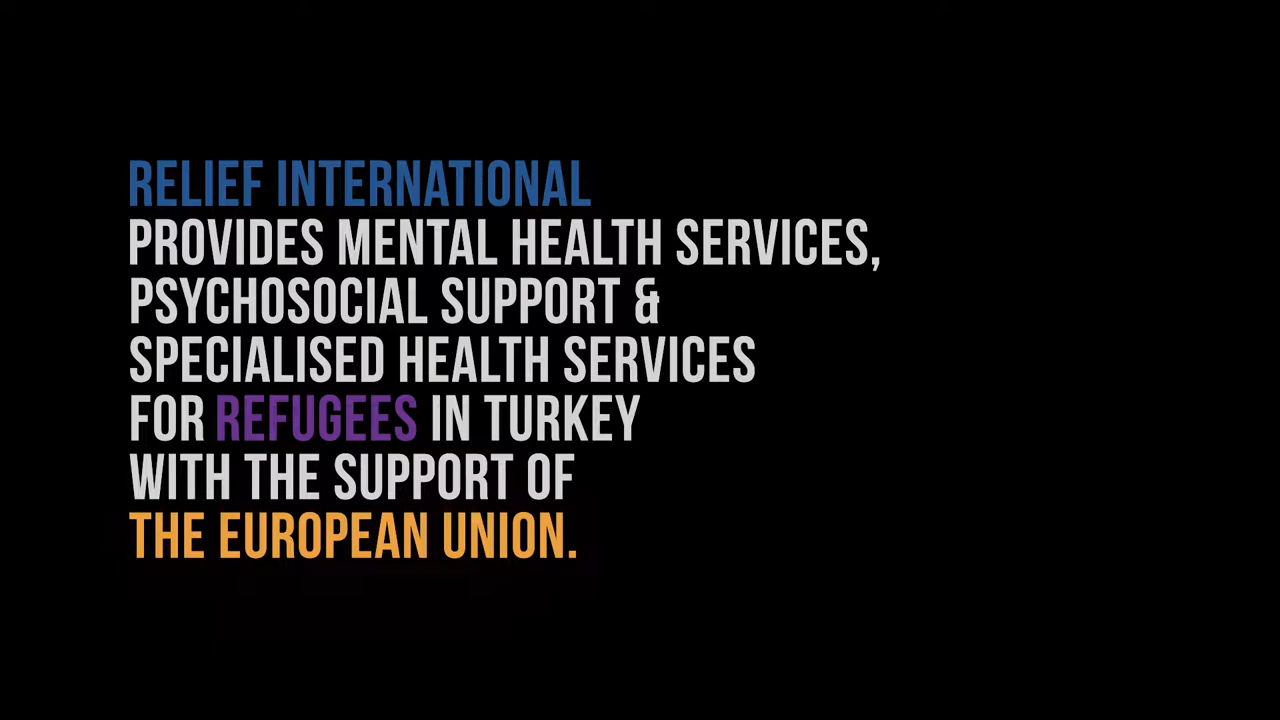 RELIEF INTERNATIONAL
PROVIDES MENTAL HEALTH SERVICES,
PSYCHOSOCIAL SUPPORT &
SPECIALISED HEALTH SERVICES
FOR REFUGEES IN TURKEY
WITH THE SUPPORT OF
THE EUROPEAN UNION.